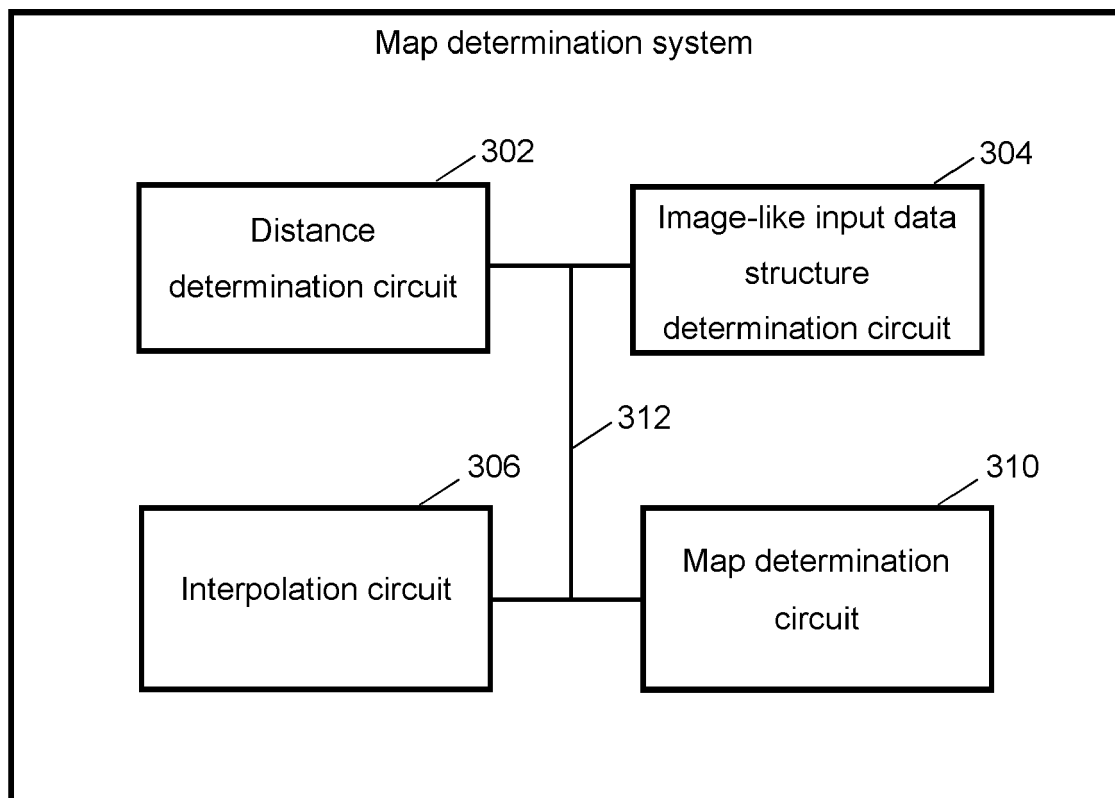 Map determination system
302
304
Distance
determination circuit
Image-like input data
structure
determination circuit
312
306
310
Interpolation circuit
Map determination
circuit